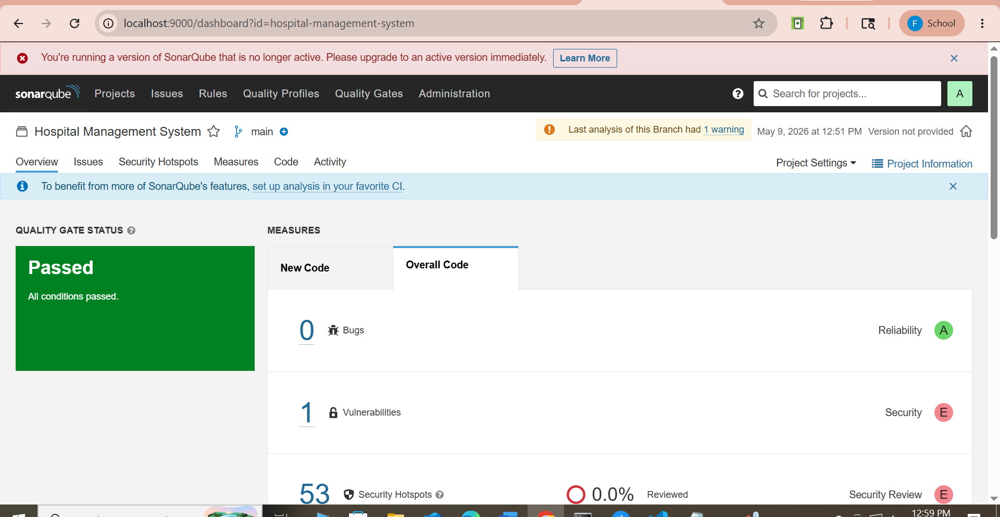 localhost:9000/dashboard?id=hospital-management-system
F School
You're running a version of SonarQube that is no longer active. Please upgrade to an active version immediately. Learn More
sonarqube Projects Issues Rules Quality Profiles Quality Gates Administration Search for projects... A
Hospital Management System main Last analysis of this Branch had 1 warning May 9, 2026 at 12:51 PM Version not provided
Overview Issues Security Hotspots Measures Code Activity Project Settings Project Information
To benefit from more of SonarQube's features, set up analysis in your favorite CI.
QUALITY GATE STATUS MEASURES
Passed
All conditions passed.
New Code Overall Code
0 Bugs Reliability A
1 Vulnerabilities Security E
53 Security Hotspots 0.0% Reviewed Security Review E
12:59 PM